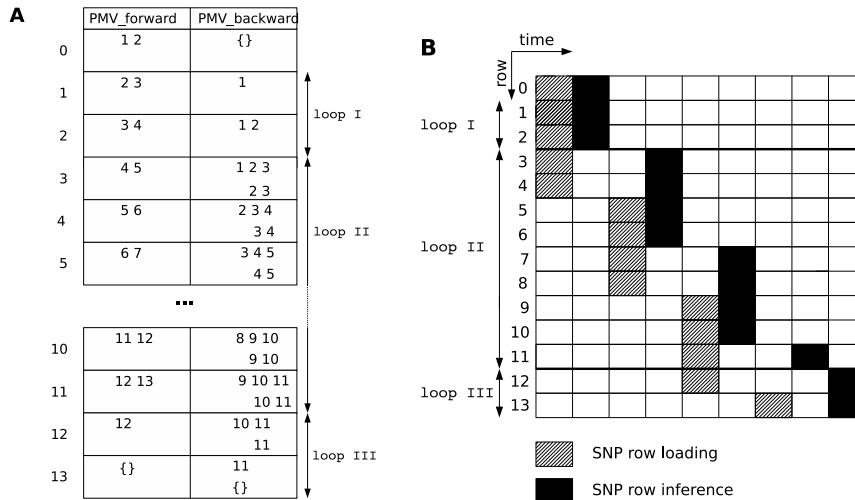 A
PMV_forward PMV_backward
0 1 2 {}
1 2 3 1
loop I
2 3 4 1 2
3 4 5 1 2 3
2 3
4 5 6 2 3 4
3 4
loop II
5 6 7 3 4 5
4 5
...
10 11 12 8 9 10
9 10
11 12 13 9 10 11
10 11
12 12 10 11
11
loop III
13 {} 11
{}
B
time
row
0
1
loop I
2
3
4
5
6
loop II
7
8
9
10
11
12
loop III
13
SNP row loading
SNP row inference